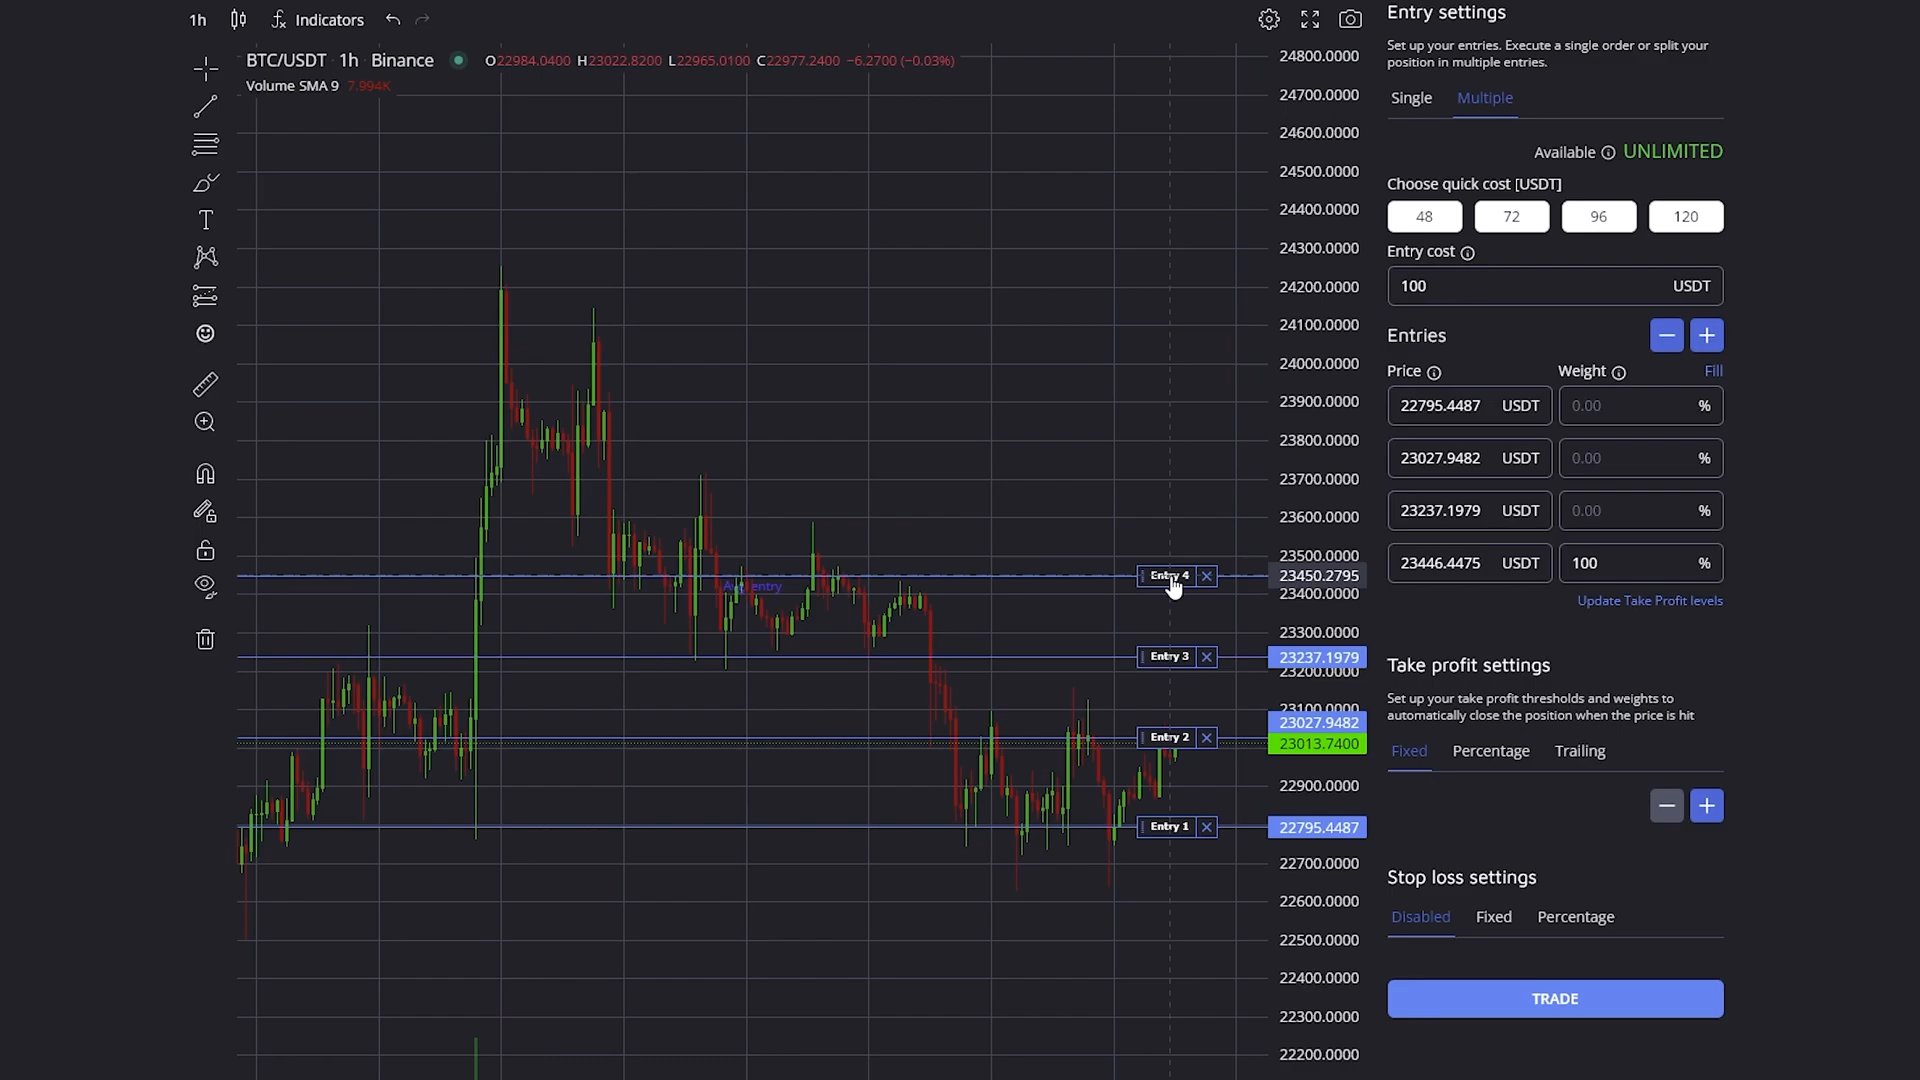 1h Indicators
BTC/USDT 1h Binance O22984.0400 H23022.8200 L22965.0100 C22977.2400 −6.2700 (−0.03%)
Volume SMA 9 7.994K
Avg entry
Entry 4
Entry 3
Entry 2
Entry 1
24800.0000
24700.0000
24600.0000
24500.0000
24400.0000
24300.0000
24200.0000
24100.0000
24000.0000
23900.0000
23800.0000
23700.0000
23600.0000
23500.0000
23450.2795
23400.0000
23300.0000
23237.1979
23200.0000
23100.0000
23027.9482
23013.7400
22900.0000
22795.4487
22700.0000
22600.0000
22500.0000
22400.0000
22300.0000
22200.0000
Entry settings
Set up your entries. Execute a single order or split your
position in multiple entries.
Single Multiple
Available UNLIMITED
Choose quick cost [USDT]
48 72 96 120
Entry cost
100 USDT
Entries
Price Weight Fill
22795.4487 USDT 0.00 %
23027.9482 USDT 0.00 %
23237.1979 USDT 0.00 %
23446.4475 USDT 100 %
Update Take Profit levels
Take profit settings
Set up your take profit thresholds and weights to
automatically close the position when the price is hit
Fixed Percentage Trailing
Stop loss settings
Disabled Fixed Percentage
TRADE